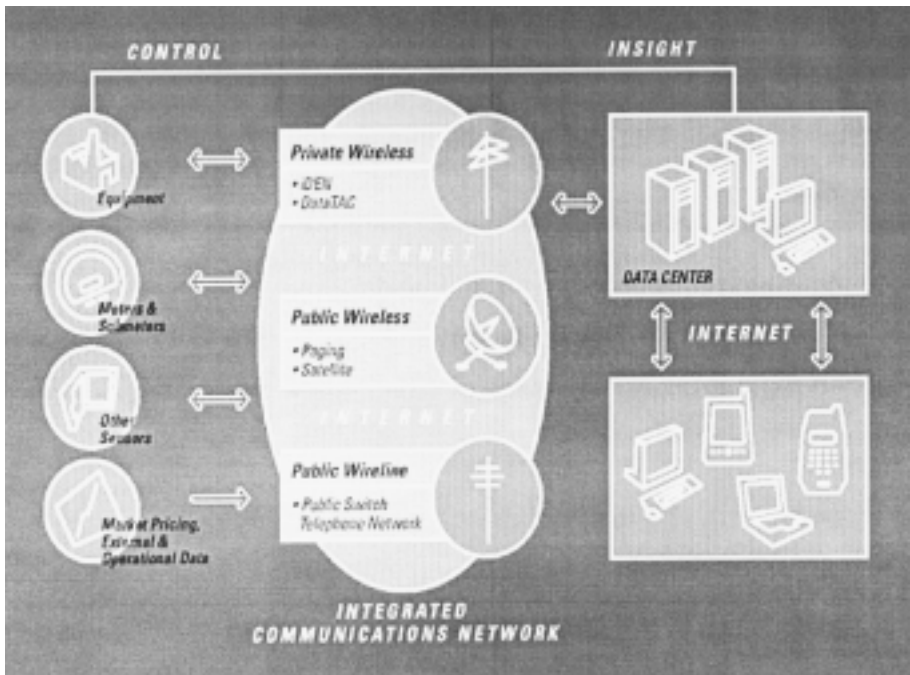 CONTROL
INSIGHT
Equipment
Meters &
Submeters
Other
Sensors
Market Pricing,
External &
Operational Data
Private Wireless
• iDEN
• DataTAC
INTERNET
Public Wireless
• Paging
• Satellite
INTERNET
Public Wireline
• Public Switch
Telephone Network
INTEGRATED
COMMUNICATIONS NETWORK
DATA CENTER
INTERNET